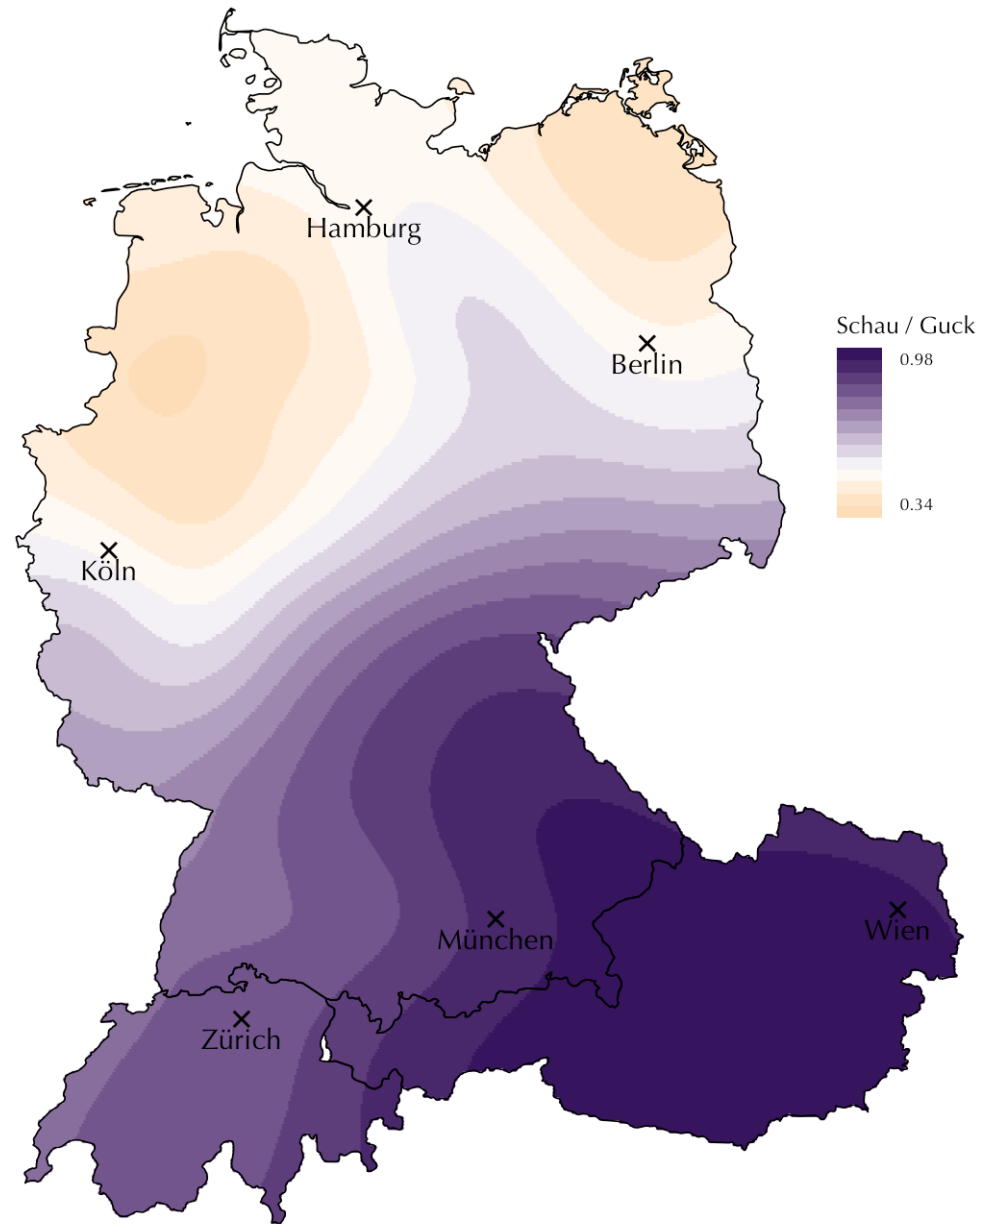 Hamburg
Schau / Guck
0.98
Berlin
0.34
Köln
München
Wien
Zürich